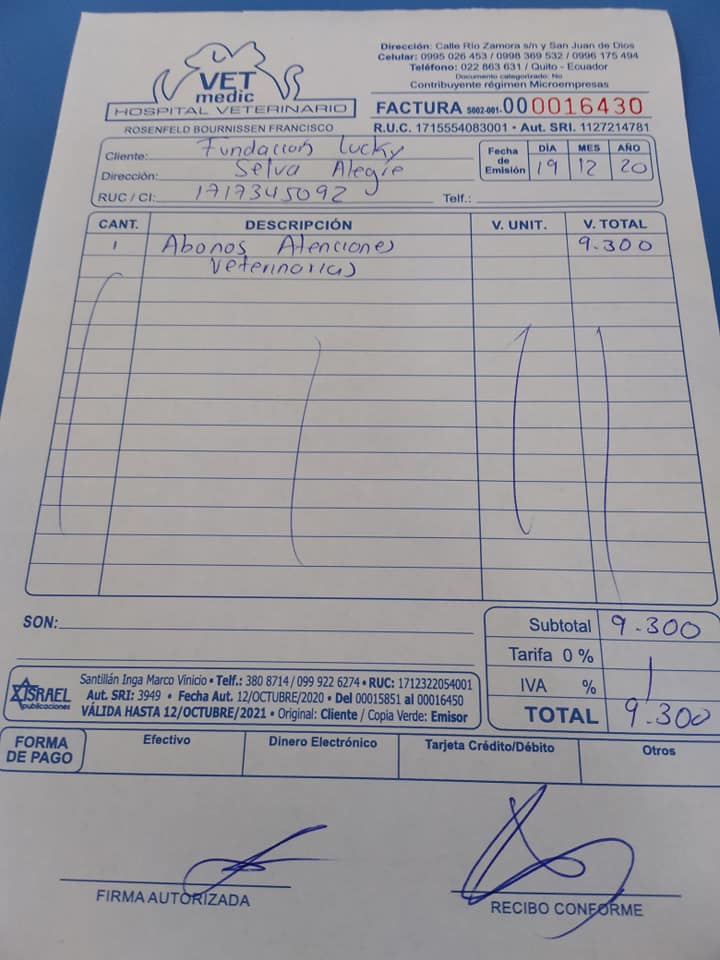 VET
medic
HOSPITAL VETERINARIO
ROSENFELD BOURNISSEN FRANCISCO
Dirección: Calle Río Zamora s/n y San Juan de Dios
Celular: 0995 026 453 / 0998 369 532 / 0996 175 494
Teléfono: 022 863 631 / Quito - Ecuador
Documento categorizado: No
Contribuyente régimen Microempresas
FACTURA S002-001-00 0016430
R.U.C. 1715554083001 • Aut. SRI. 1127214781
Cliente: Fundacion Lucky
Dirección: Selva Alegre
RUC / CI: 1717345092 Telf.:
Fecha de Emisión DÍA MES AÑO
19 12 20
CANT. DESCRIPCIÓN V. UNIT. V. TOTAL
1 Abonos Atenciones 9.300
Veterinarias
SON:
Subtotal 9.300
Tarifa 0 %
IVA %
TOTAL 9.300
ISRAEL
publicaciones
Santillán Inga Marco Vinicio • Telf.: 380 8714 / 099 922 6274 • RUC: 1712322054001
Aut. SRI: 3949 • Fecha Aut. 12/OCTUBRE/2020 • Del 00015851 al 00016450
VÁLIDA HASTA 12/OCTUBRE/2021 • Original: Cliente / Copia Verde: Emisor
FORMA DE PAGO Efectivo Dinero Electrónico Tarjeta Crédito/Débito Otros
FIRMA AUTORIZADA RECIBO CONFORME